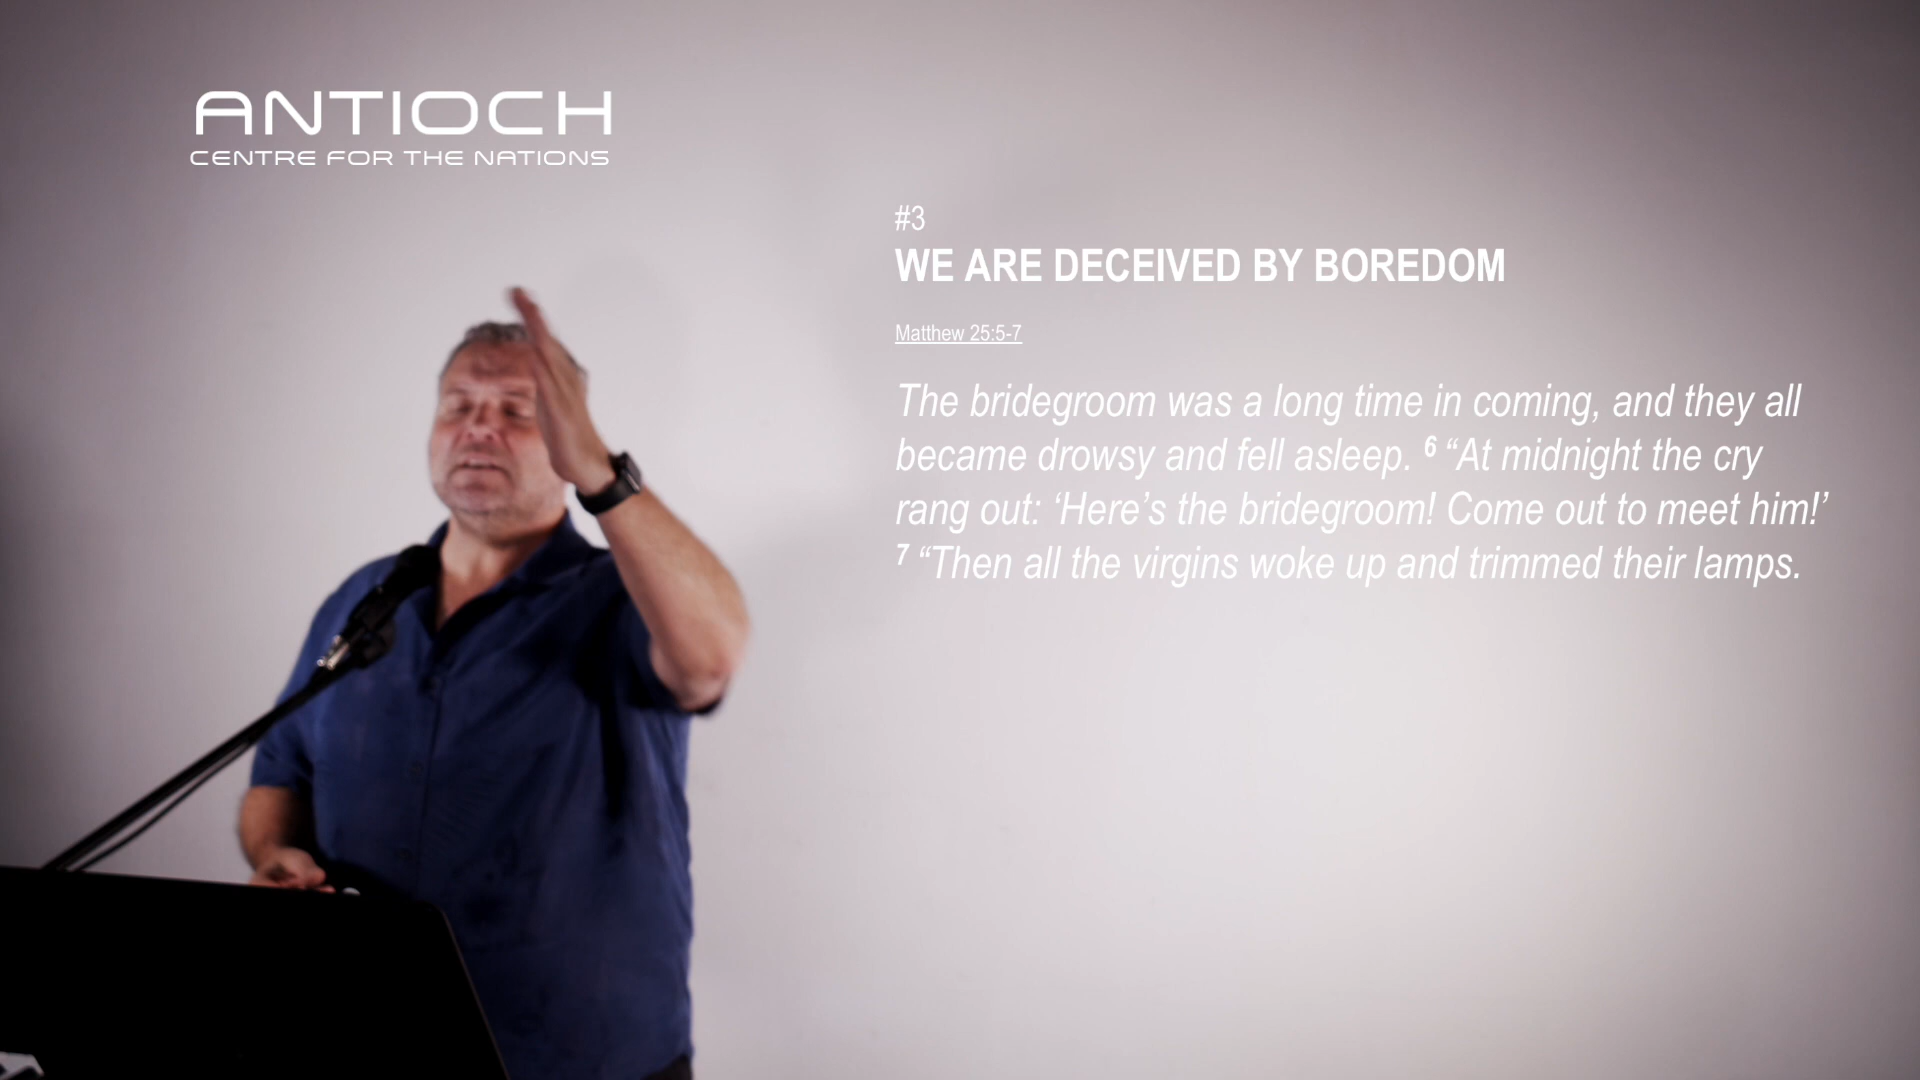 ANTIOCH
CENTRE FOR THE NATIONS
#3
WE ARE DECEIVED BY BOREDOM
Matthew 25:5-7
The bridegroom was a long time in coming, and they all
became drowsy and fell asleep. ⁶ “At midnight the cry
rang out: ‘Here’s the bridegroom! Come out to meet him!’
⁷ “Then all the virgins woke up and trimmed their lamps.